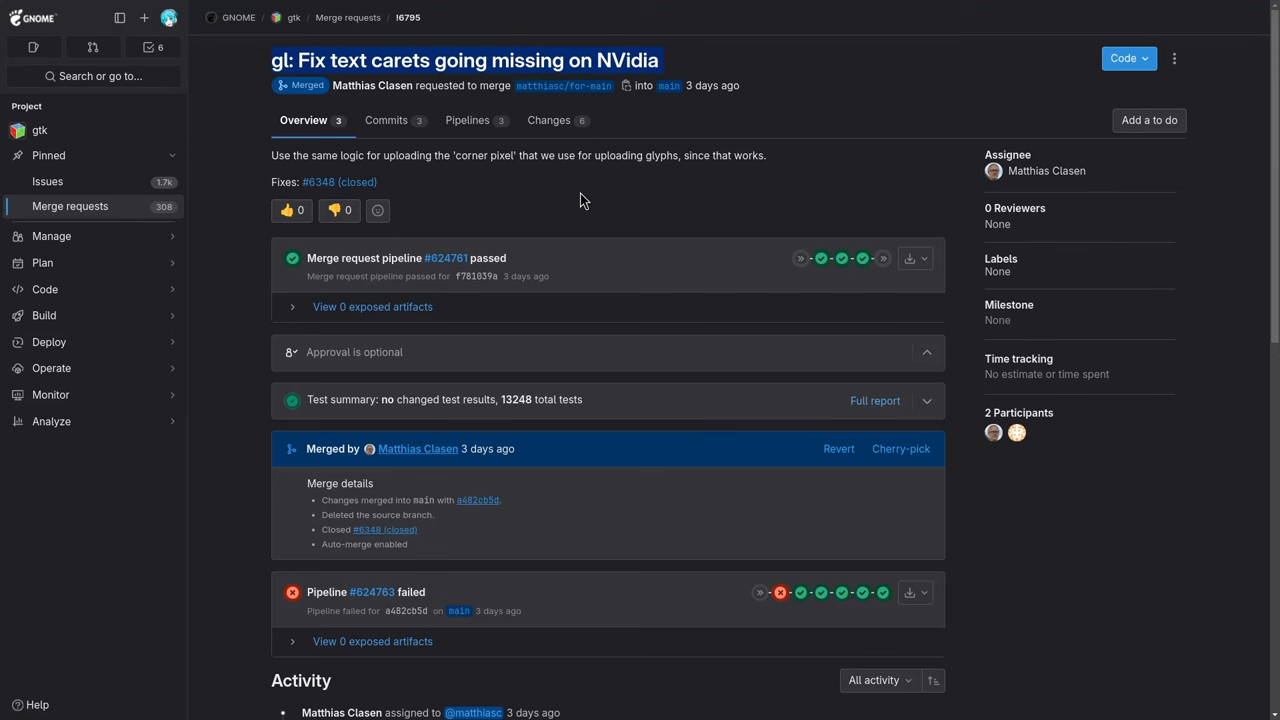 GNOME
GNOME gtk Merge requests !6795
6
Search or go to...
Project
gtk
Pinned
Issues 1.7k
Merge requests 308
Manage
Plan
Code
Build
Deploy
Operate
Monitor
Analyze
Help
gl: Fix text carets going missing on NVidia
Code
Merged Matthias Clasen requested to merge matthiasc/for-main into main 3 days ago
Overview 3 Commits 3 Pipelines 3 Changes 6
Add a to do
Use the same logic for uploading the 'corner pixel' that we use for uploading glyphs, since that works.
Fixes: #6348 (closed)
👍 0 👎 0
Merge request pipeline #624761 passed
Merge request pipeline passed for f781039a 3 days ago
View 0 exposed artifacts
Approval is optional
Test summary: no changed test results, 13248 total tests
Full report
Merged by Matthias Clasen 3 days ago
Revert Cherry-pick
Merge details
• Changes merged into main with a482cb5d.
• Deleted the source branch.
• Closed #6348 (closed)
• Auto-merge enabled
Pipeline #624763 failed
Pipeline failed for a482cb5d on main 3 days ago
View 0 exposed artifacts
Activity
All activity
• Matthias Clasen assigned to @matthiasc 3 days ago
Assignee
Matthias Clasen
0 Reviewers
None
Labels
None
Milestone
None
Time tracking
No estimate or time spent
2 Participants